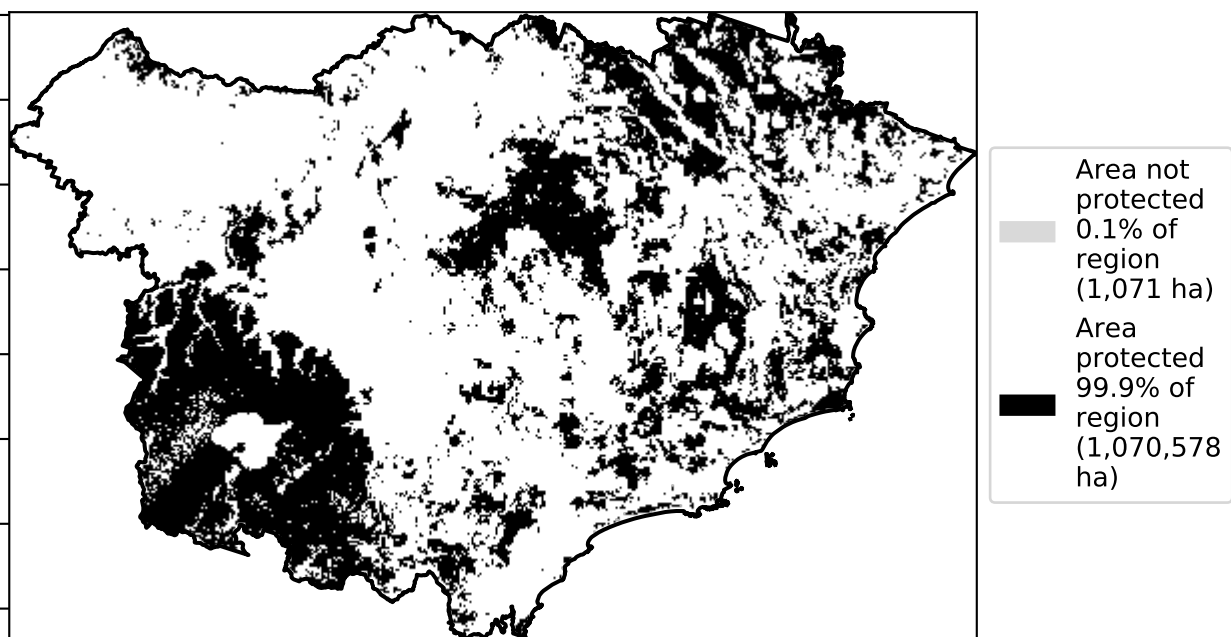 Area not
protected
0.1% of
region
(1,071 ha)
Area
protected
99.9% of
region
(1,070,578
ha)